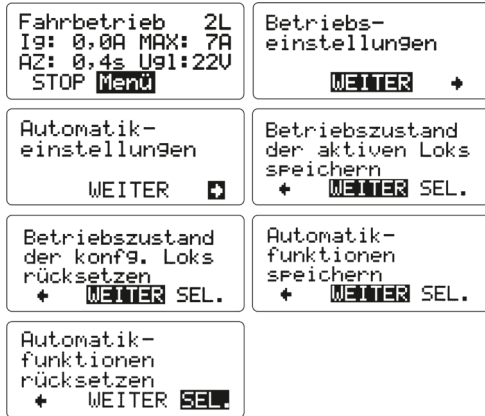 Fahrbetrieb 2L
Ig: 0,0A MAX: 7A
AZ: 0,4s Ugl:22V
STOP Menü
Betriebs-
einstellungen
WEITER →
Automatik-
einstellungen
WEITER →
Betriebszustand
der aktiven Loks
speichern
← WEITER SEL.
Betriebszustand
der konfg. Loks
rücksetzen
← WEITER SEL.
Automatik-
funktionen
speichern
← WEITER SEL.
Automatik-
funktionen
rücksetzen
← WEITER SEL.